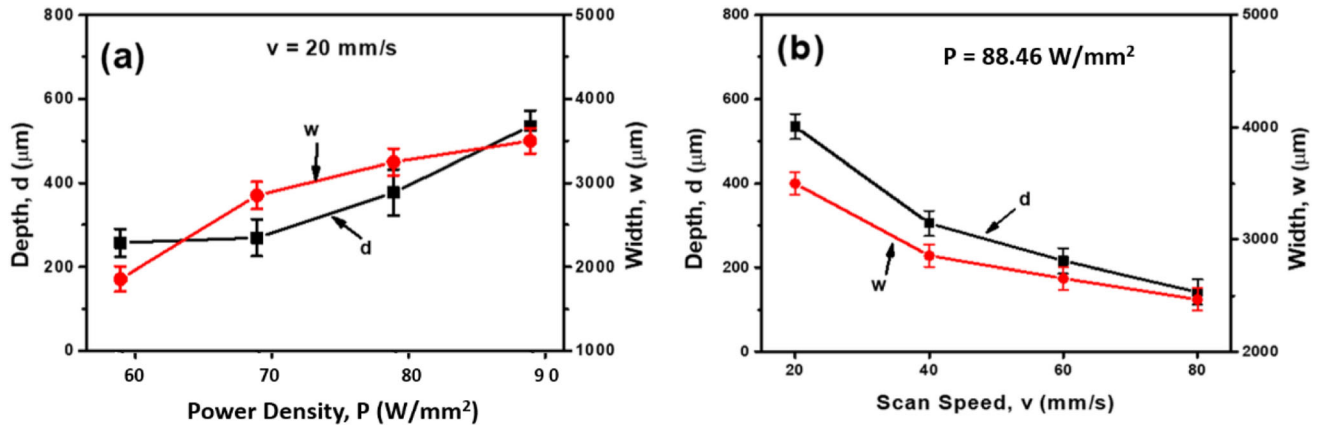 (a)
v = 20 mm/s
w
d
800
600
400
200
0
Depth, d (μm)
5000
4000
3000
2000
1000
Width, w (μm)
60 70 80 90
Power Density, P (W/mm²)
(b)
P = 88.46 W/mm²
d
w
800
600
400
200
0
Depth, d (μm)
5000
4000
3000
2000
Width, w (μm)
20 40 60 80
Scan Speed, v (mm/s)